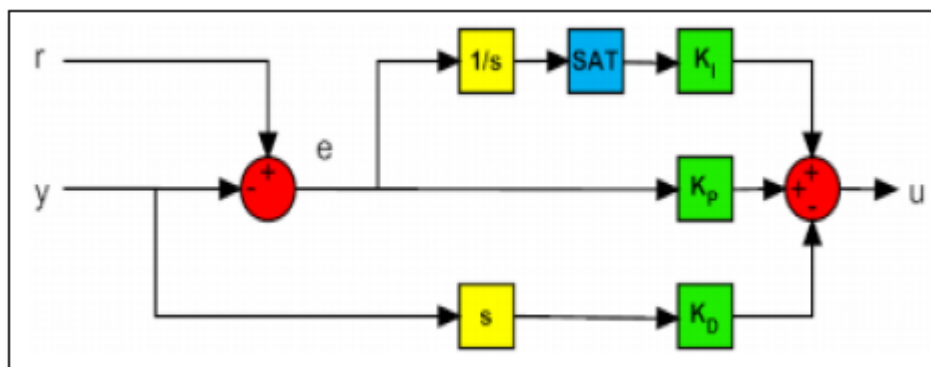 r
1/s
SAT
K_I
e
+
+
y
-
K_P
+
-
u
s
K_D